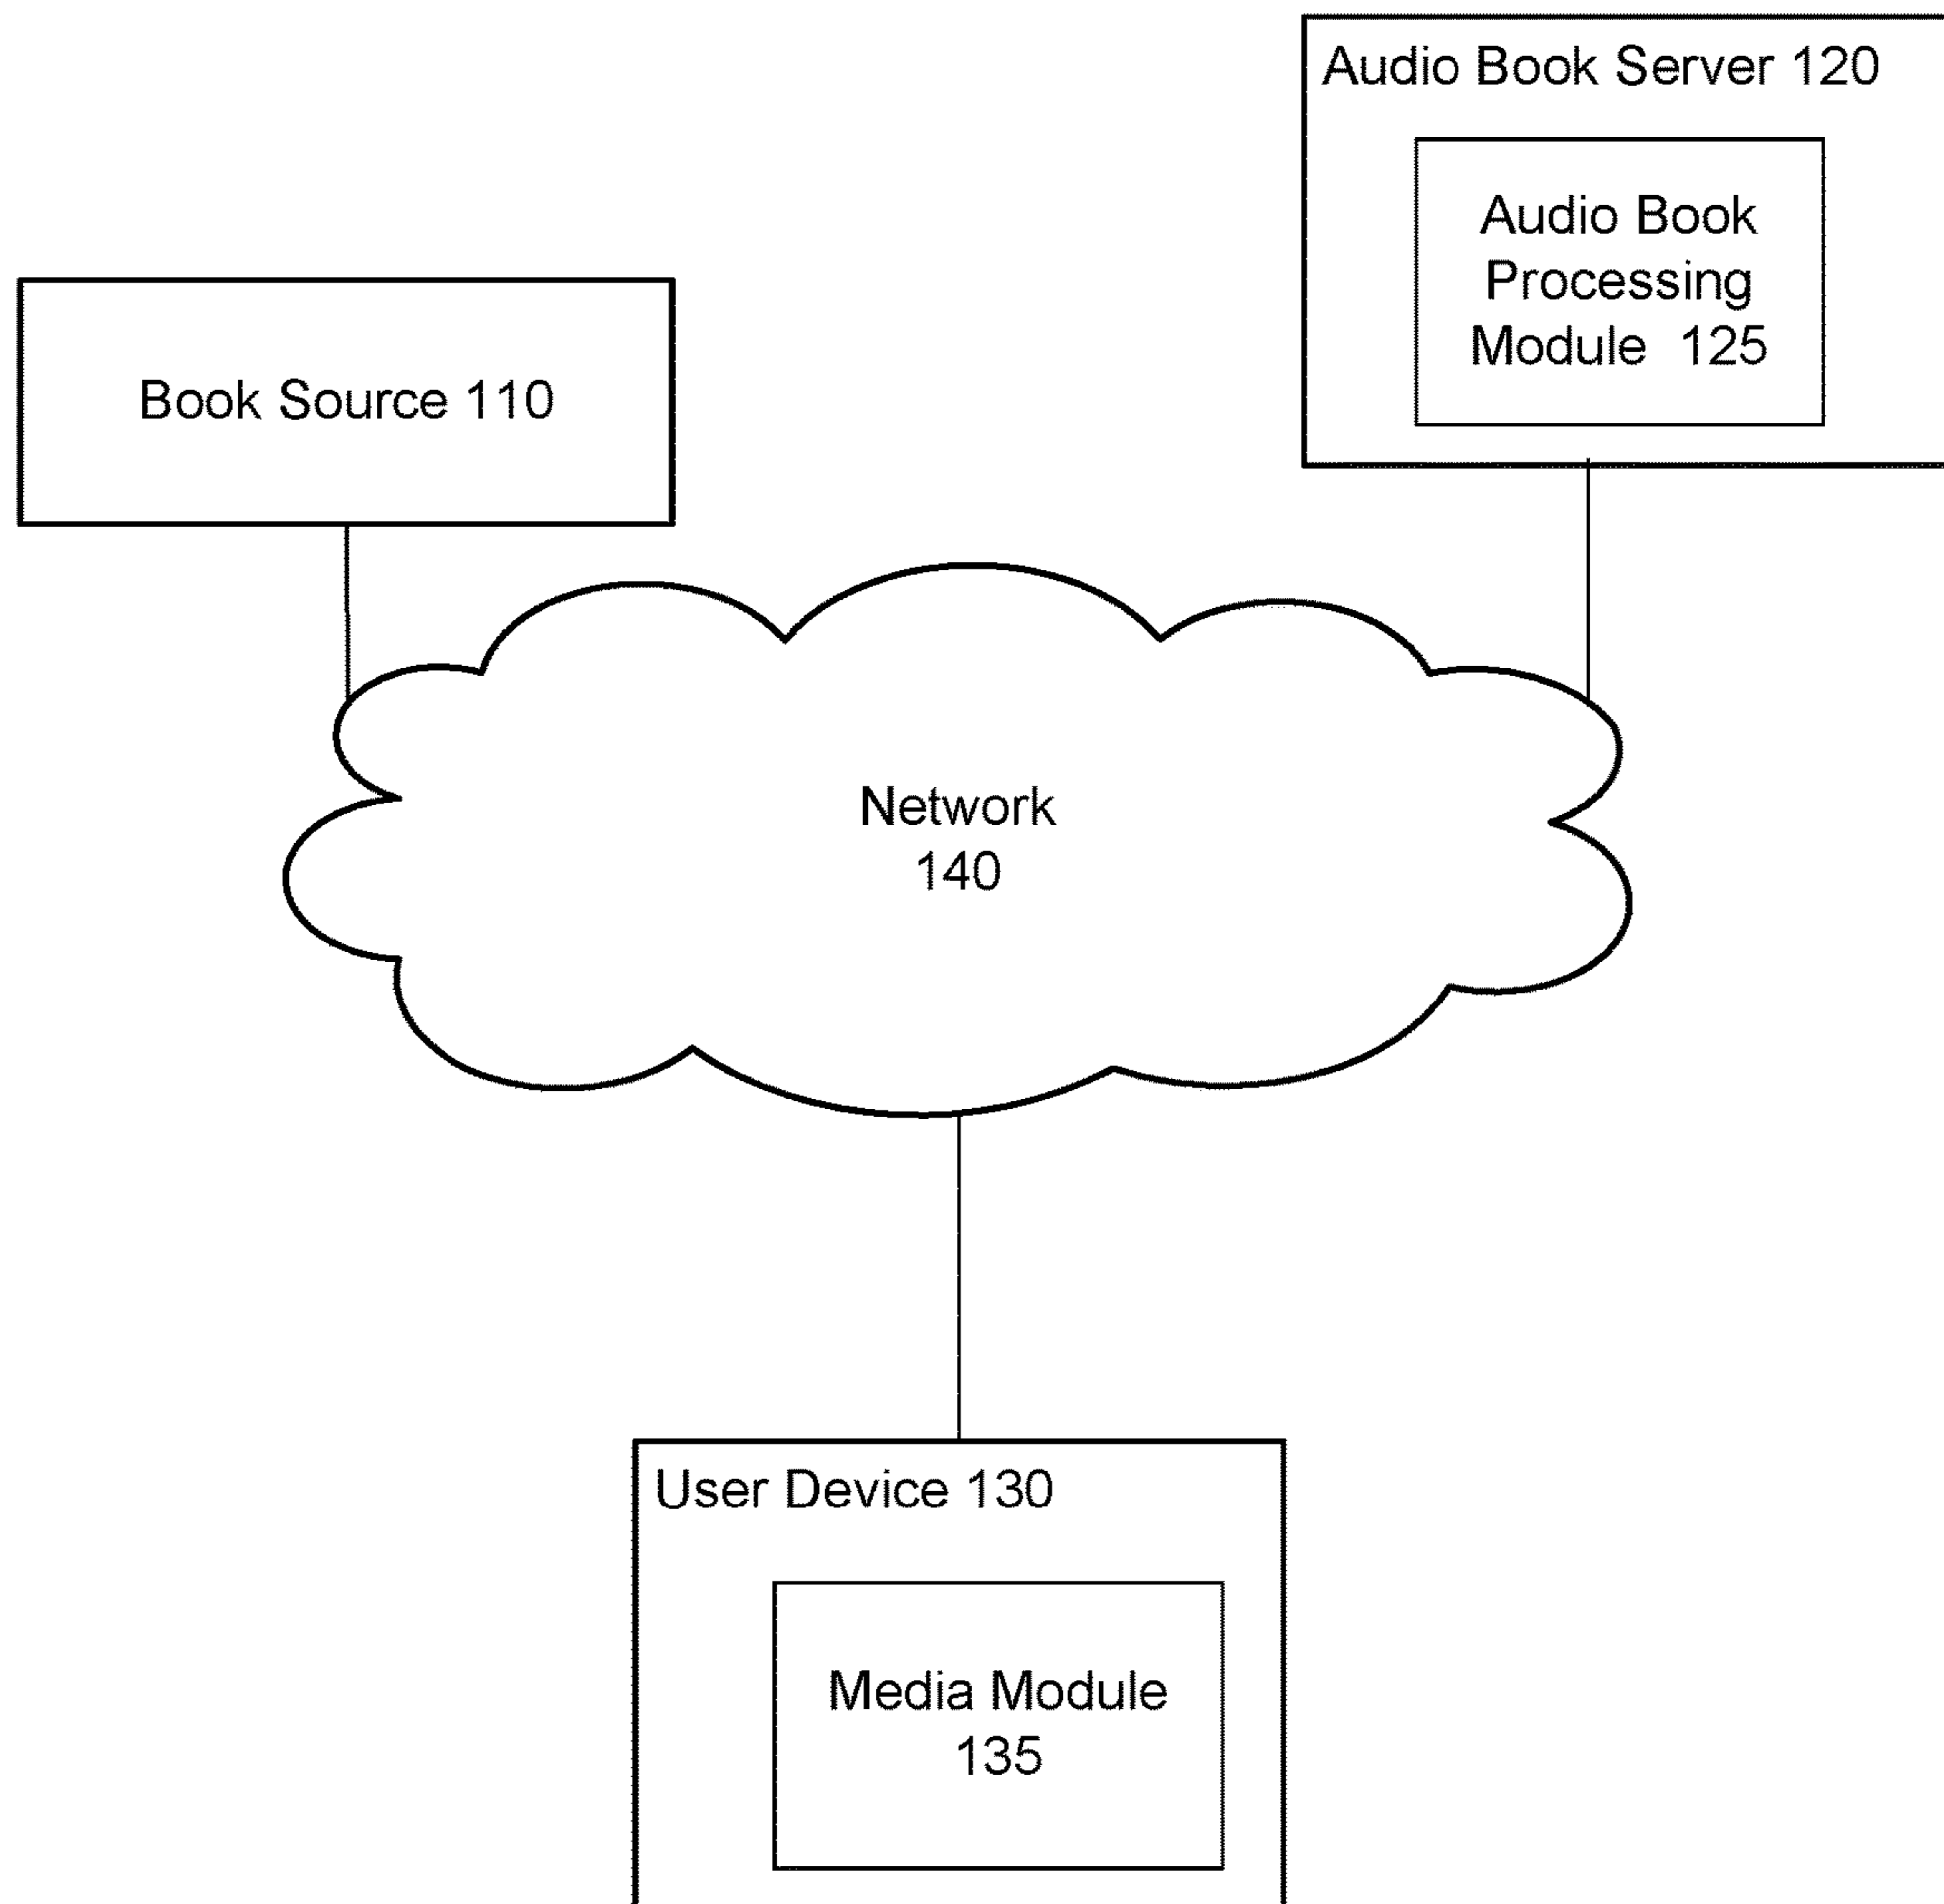 Audio Book Server 120
Audio Book
Processing
Module 125
Book Source 110
Network
140
User Device 130
Media Module
135